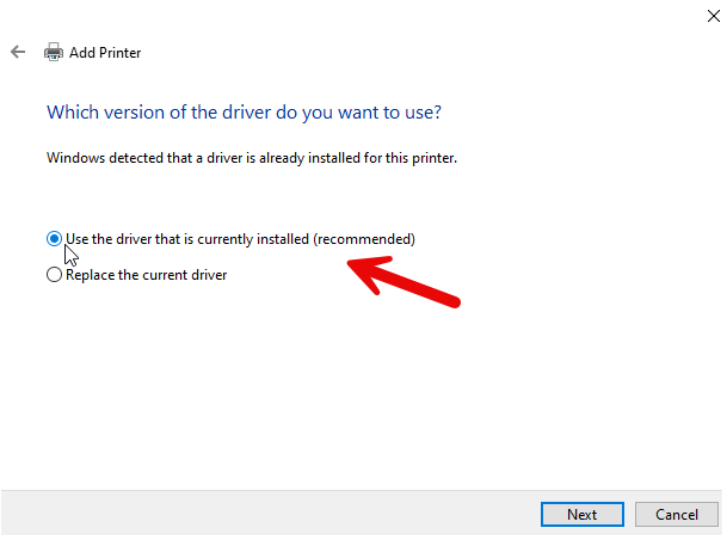 Add Printer
Which version of the driver do you want to use?
Windows detected that a driver is already installed for this printer.
Use the driver that is currently installed (recommended)
Replace the current driver
Next
Cancel